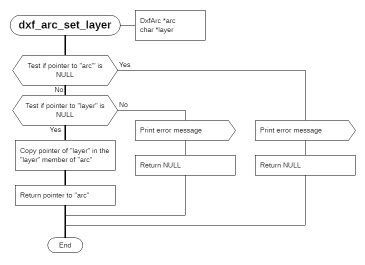 dxf_arc_set_layer
DxfArc *arc
char *layer
Test if pointer to "arc"' is
NULL
Yes
No
Test if pointer to "layer" is
NULL
No
Yes
Print error message
Print error message
Copy pointer of "layer" in the
"layer" member of "arc"
Return NULL
Return NULL
Return pointer to "arc"
End